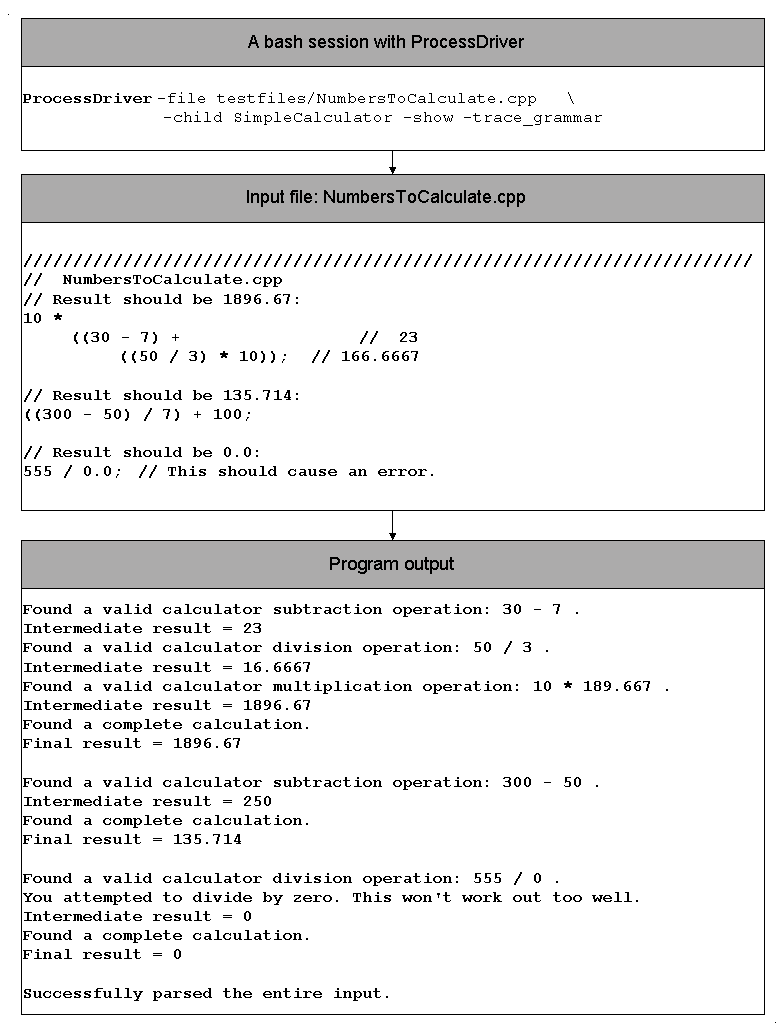 A bash session with ProcessDriver
ProcessDriver -file testfiles/NumbersToCalculate.cpp \
-child SimpleCalculator -show -trace_grammar
Input file: NumbersToCalculate.cpp
/////////////////////////////////////////////////////////////////////////
// NumbersToCalculate.cpp
// Result should be 1896.67:
10 *
((30 - 7) + // 23
((50 / 3) * 10)); // 166.6667
// Result should be 135.714:
((300 - 50) / 7) + 100;
// Result should be 0.0:
555 / 0.0; // This should cause an error.
Program output
Found a valid calculator subtraction operation: 30 - 7 .
Intermediate result = 23
Found a valid calculator division operation: 50 / 3 .
Intermediate result = 16.6667
Found a valid calculator multiplication operation: 10 * 189.667 .
Intermediate result = 1896.67
Found a complete calculation.
Final result = 1896.67
Found a valid calculator subtraction operation: 300 - 50 .
Intermediate result = 250
Found a complete calculation.
Final result = 135.714
Found a valid calculator division operation: 555 / 0 .
You attempted to divide by zero. This won't work out too well.
Intermediate result = 0
Found a complete calculation.
Final result = 0
Successfully parsed the entire input.